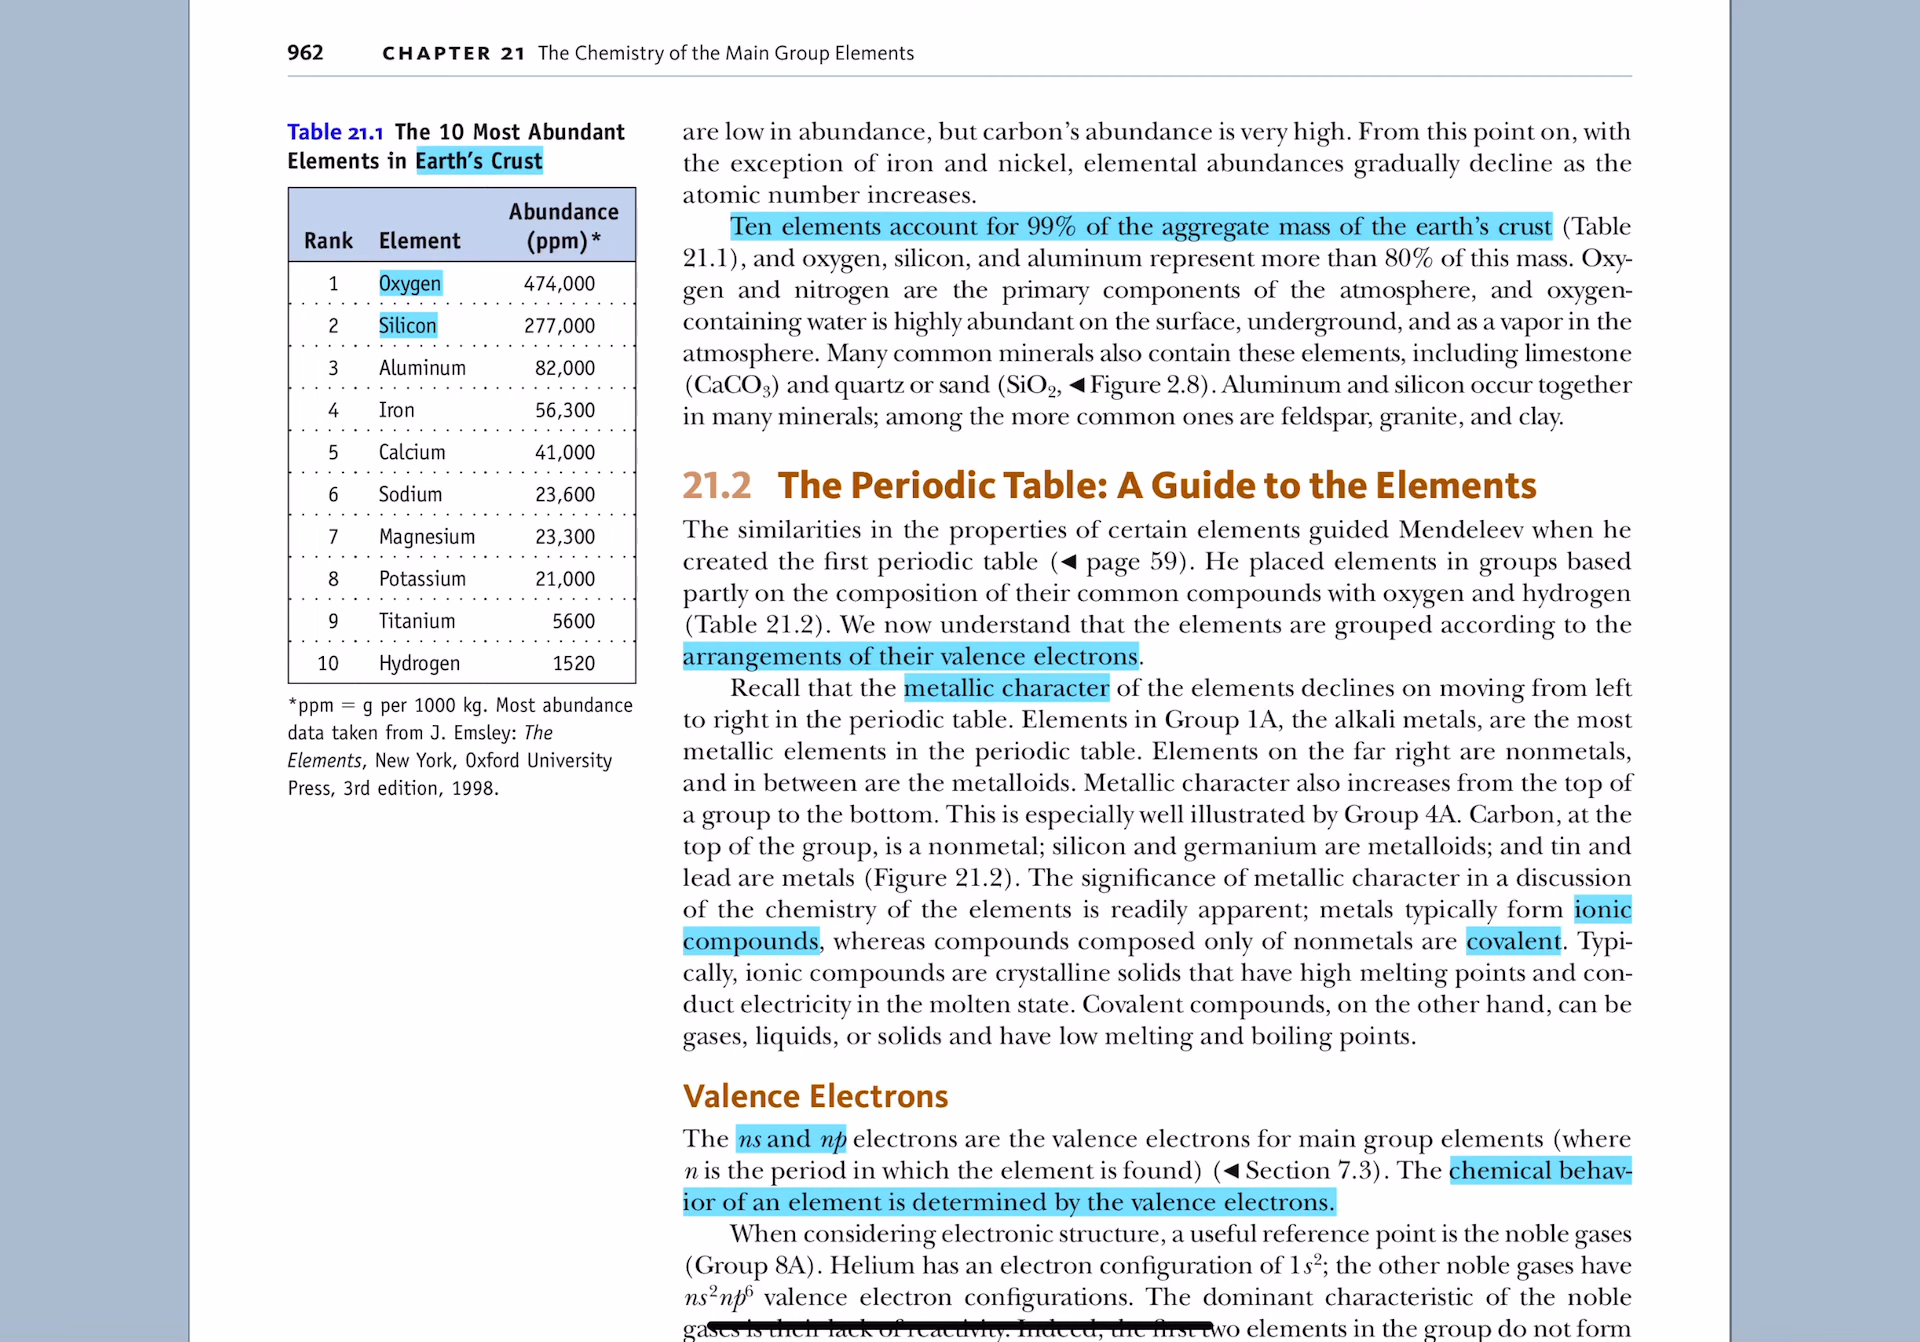 962 CHAPTER 21 The Chemistry of the Main Group Elements
Table 21.1 The 10 Most Abundant
Elements in Earth's Crust
Rank Element Abundance (ppm)*
1 Oxygen 474,000
2 Silicon 277,000
3 Aluminum 82,000
4 Iron 56,300
5 Calcium 41,000
6 Sodium 23,600
7 Magnesium 23,300
8 Potassium 21,000
9 Titanium 5600
10 Hydrogen 1520
*ppm = g per 1000 kg. Most abundance
data taken from J. Emsley: The
Elements, New York, Oxford University
Press, 3rd edition, 1998.
are low in abundance, but carbon's abundance is very high. From this point on, with
the exception of iron and nickel, elemental abundances gradually decline as the
atomic number increases.
Ten elements account for 99% of the aggregate mass of the earth's crust (Table
21.1), and oxygen, silicon, and aluminum represent more than 80% of this mass. Oxy-
gen and nitrogen are the primary components of the atmosphere, and oxygen-
containing water is highly abundant on the surface, underground, and as a vapor in the
atmosphere. Many common minerals also contain these elements, including limestone
(CaCO₃) and quartz or sand (SiO₂, ◄ Figure 2.8). Aluminum and silicon occur together
in many minerals; among the more common ones are feldspar, granite, and clay.
21.2 The Periodic Table: A Guide to the Elements
The similarities in the properties of certain elements guided Mendeleev when he
created the first periodic table (◄ page 59). He placed elements in groups based
partly on the composition of their common compounds with oxygen and hydrogen
(Table 21.2). We now understand that the elements are grouped according to the
arrangements of their valence electrons.
Recall that the metallic character of the elements declines on moving from left
to right in the periodic table. Elements in Group 1A, the alkali metals, are the most
metallic elements in the periodic table. Elements on the far right are nonmetals,
and in between are the metalloids. Metallic character also increases from the top of
a group to the bottom. This is especially well illustrated by Group 4A. Carbon, at the
top of the group, is a nonmetal; silicon and germanium are metalloids; and tin and
lead are metals (Figure 21.2). The significance of metallic character in a discussion
of the chemistry of the elements is readily apparent; metals typically form ionic
compounds, whereas compounds composed only of nonmetals are covalent. Typi-
cally, ionic compounds are crystalline solids that have high melting points and con-
duct electricity in the molten state. Covalent compounds, on the other hand, can be
gases, liquids, or solids and have low melting and boiling points.
Valence Electrons
The ns and np electrons are the valence electrons for main group elements (where
n is the period in which the element is found) (◄ Section 7.3). The chemical behav-
ior of an element is determined by the valence electrons.
When considering electronic structure, a useful reference point is the noble gases
(Group 8A). Helium has an electron configuration of 1s²; the other noble gases have
ns²np⁶ valence electron configurations. The dominant characteristic of the noble
gases is their lack of reactivity. Indeed, the first two elements in the group do not form